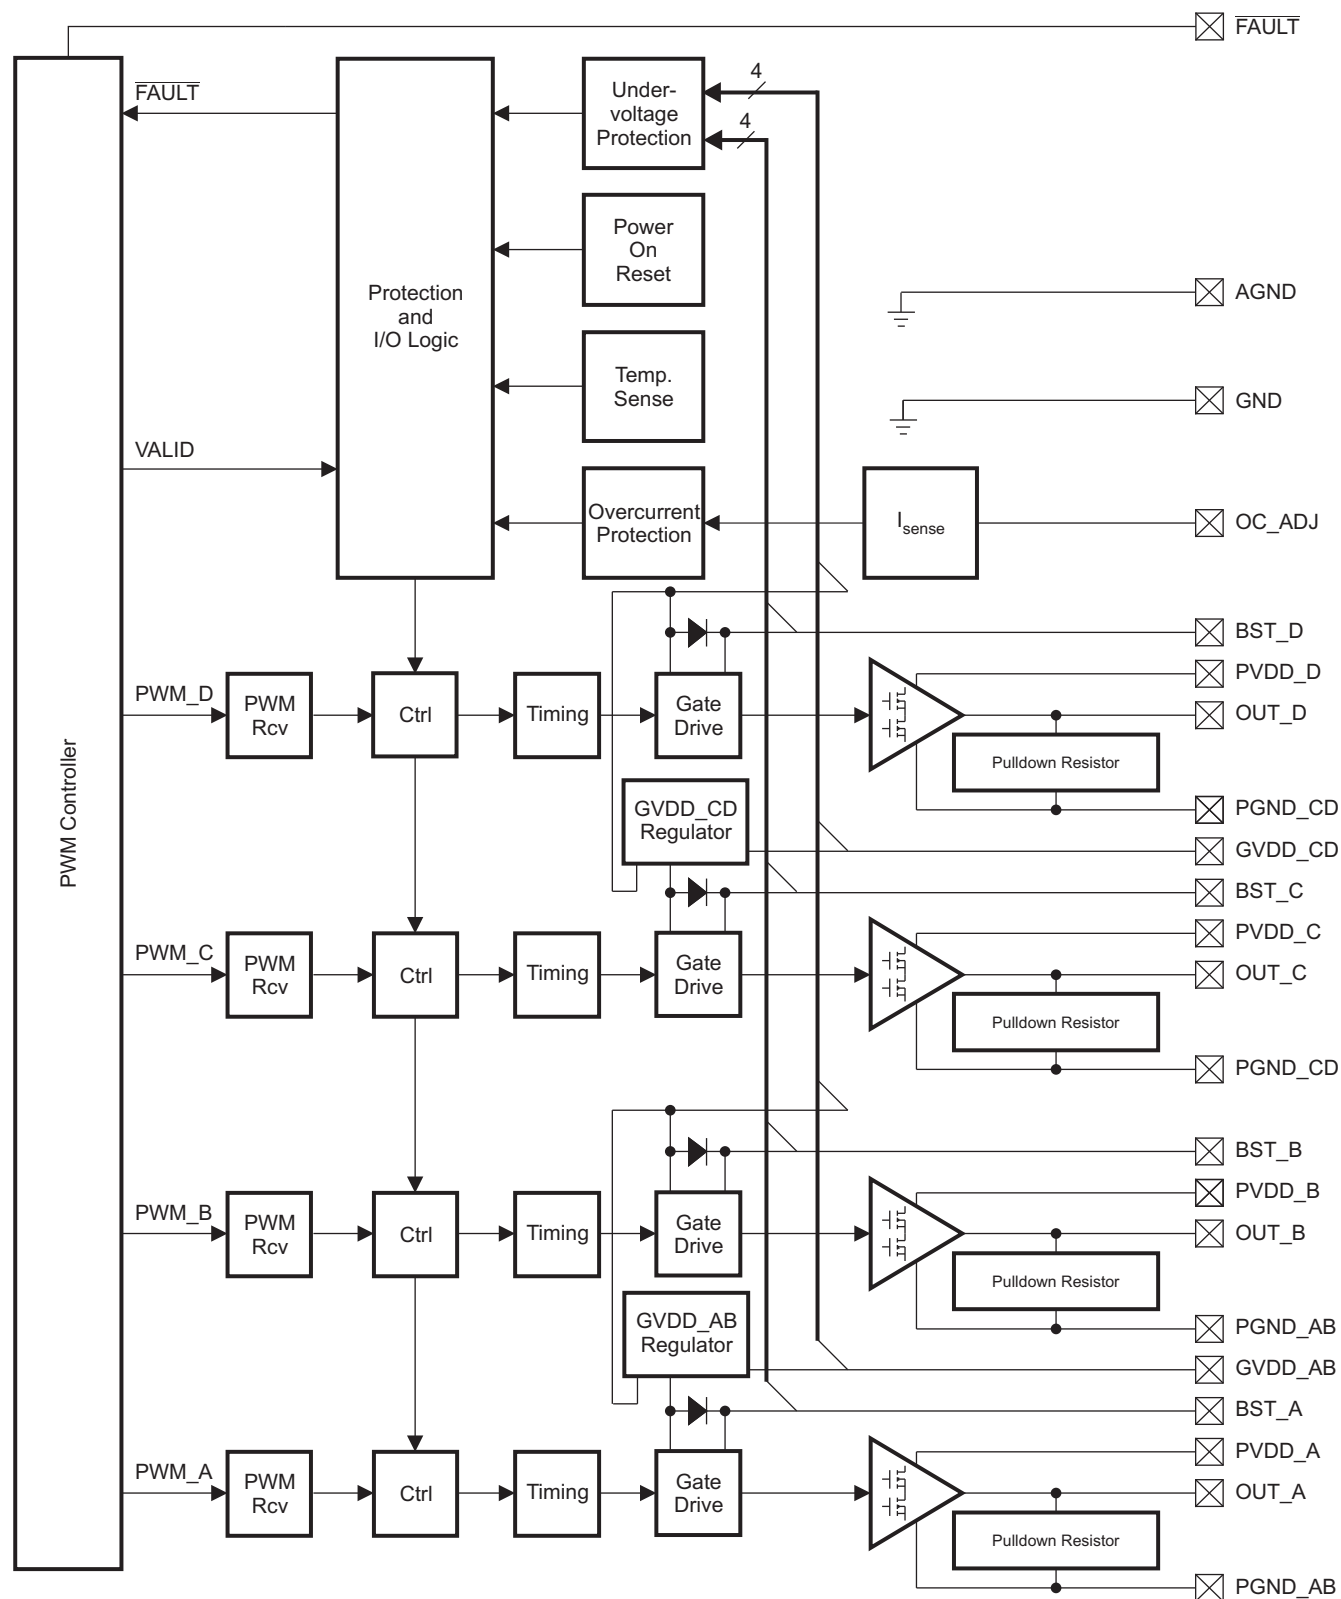 FAULT
FAULT
Under-
voltage
Protection
4
4
Power
On
Reset
Protection
and
I/O Logic
AGND
Temp.
Sense
GND
VALID
Overcurrent
Protection
Isense
OC_ADJ
BST_D
PVDD_D
PWM_D
PWM
Rcv
Ctrl
Timing
Gate
Drive
OUT_D
Pulldown Resistor
PWM Controller
GVDD_CD
Regulator
PGND_CD
GVDD_CD
BST_C
PVDD_C
PWM_C
PWM
Rcv
Ctrl
Timing
Gate
Drive
OUT_C
Pulldown Resistor
PGND_CD
BST_B
PVDD_B
PWM_B
PWM
Rcv
Ctrl
Timing
Gate
Drive
OUT_B
Pulldown Resistor
GVDD_AB
Regulator
PGND_AB
GVDD_AB
BST_A
PVDD_A
PWM_A
PWM
Rcv
Ctrl
Timing
Gate
Drive
OUT_A
Pulldown Resistor
PGND_AB